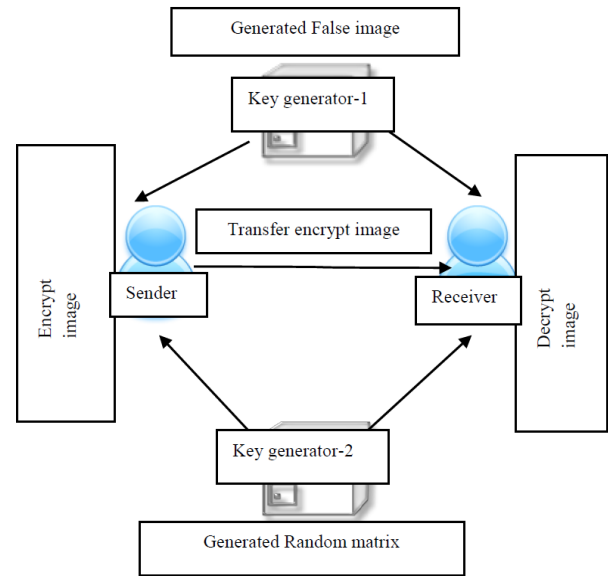 Generated False image
Key generator-1
Transfer encrypt image
Encrypt
image
Sender
Receiver
Decrypt
image
Key generator-2
Generated Random matrix